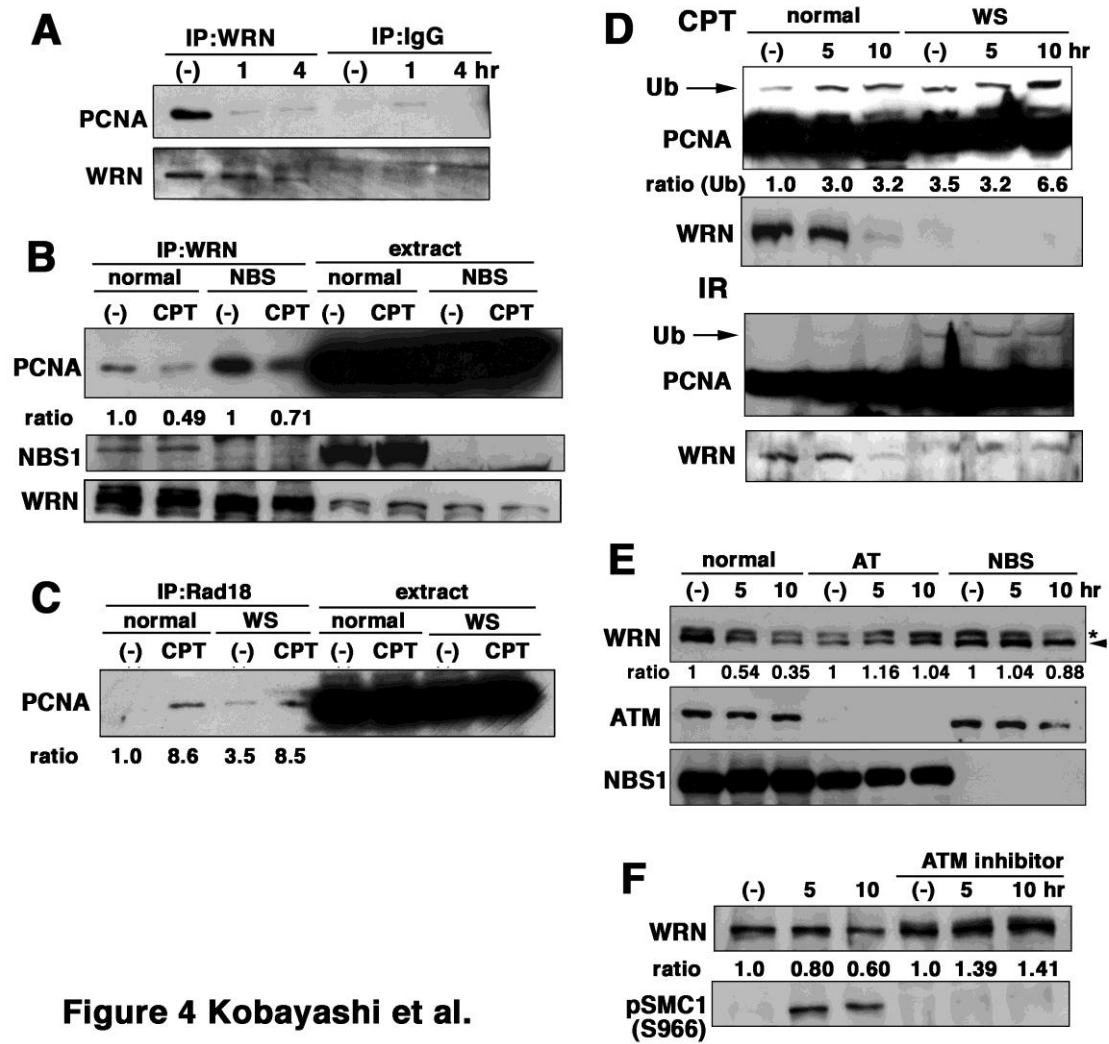 A
IP:WRN IP:IgG
(-) 1 4 (-) 1 4 hr
PCNA
WRN
B
IP:WRN extract
normal NBS normal NBS
(-) CPT (-) CPT (-) CPT (-) CPT
PCNA
ratio 1.0 0.49 1 0.71
NBS1
WRN
C
IP:Rad18 extract
normal WS normal WS
(-) CPT (-) CPT (-) CPT (-) CPT
PCNA
ratio 1.0 8.6 3.5 8.5
D CPT normal WS
(-) 5 10 (-) 5 10 hr
Ub
PCNA
ratio (Ub) 1.0 3.0 3.2 3.5 3.2 6.6
WRN
IR
Ub
PCNA
WRN
E
normal AT NBS
(-) 5 10 (-) 5 10 (-) 5 10 hr
WRN *
ratio 1 0.54 0.35 1 1.16 1.04 1 1.04 0.88
ATM
NBS1
F ATM inhibitor
(-) 5 10 (-) 5 10 hr
WRN
ratio 1.0 0.80 0.60 1.0 1.39 1.41
pSMC1
(S966)
Figure 4 Kobayashi et al.